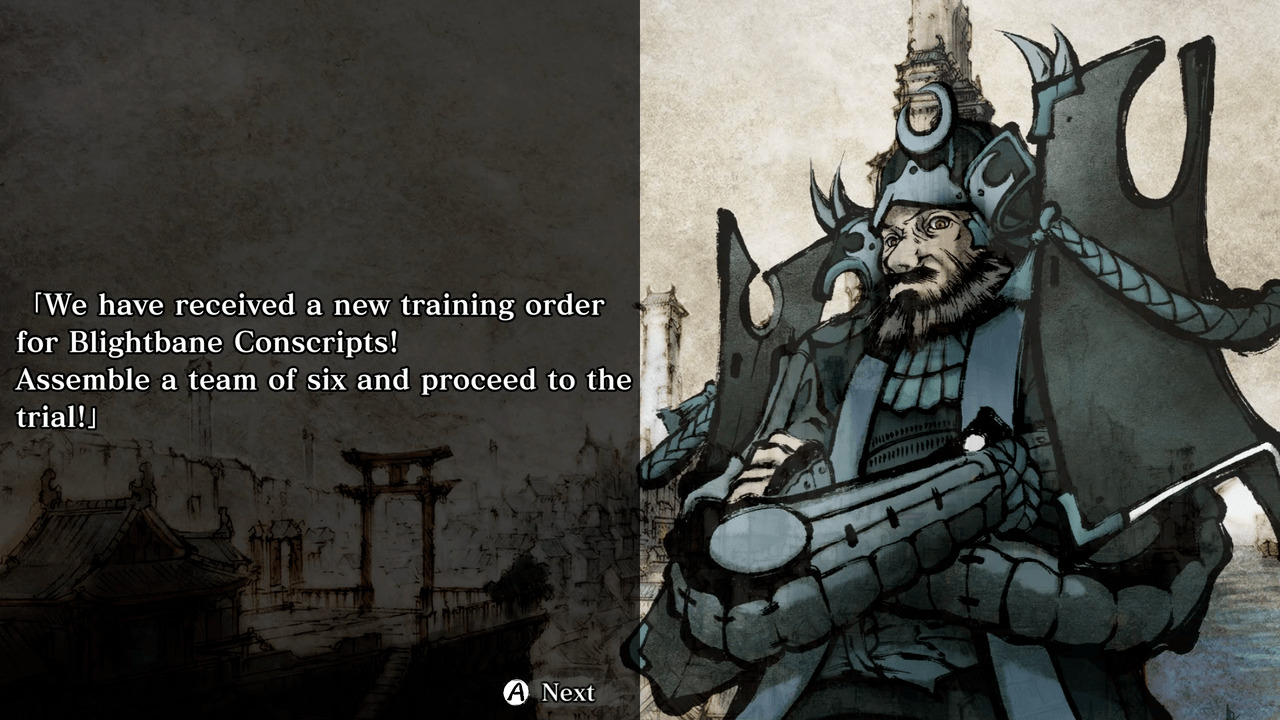 「We have received a new training order
for Blightbane Conscripts!
Assemble a team of six and proceed to the
trial!」
A Next